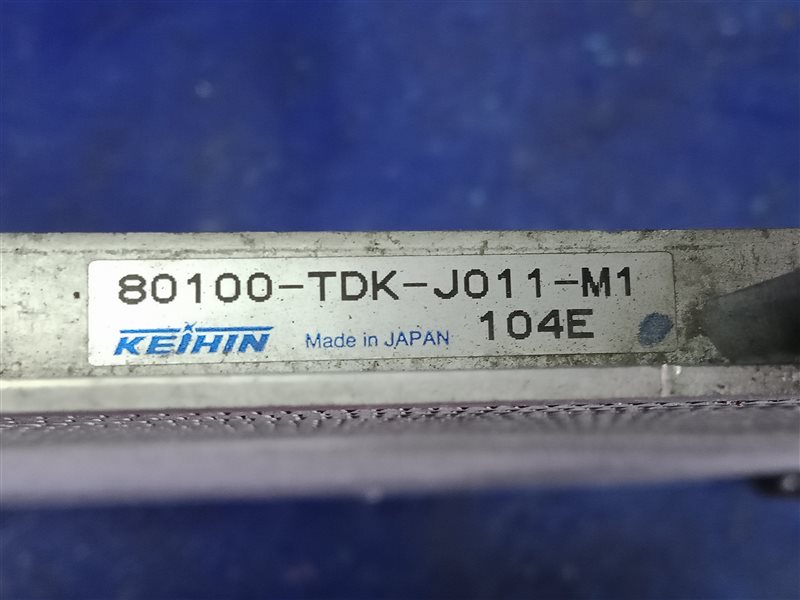 80100-TDK-J011-M1
KEIHIN Made in JAPAN 104E